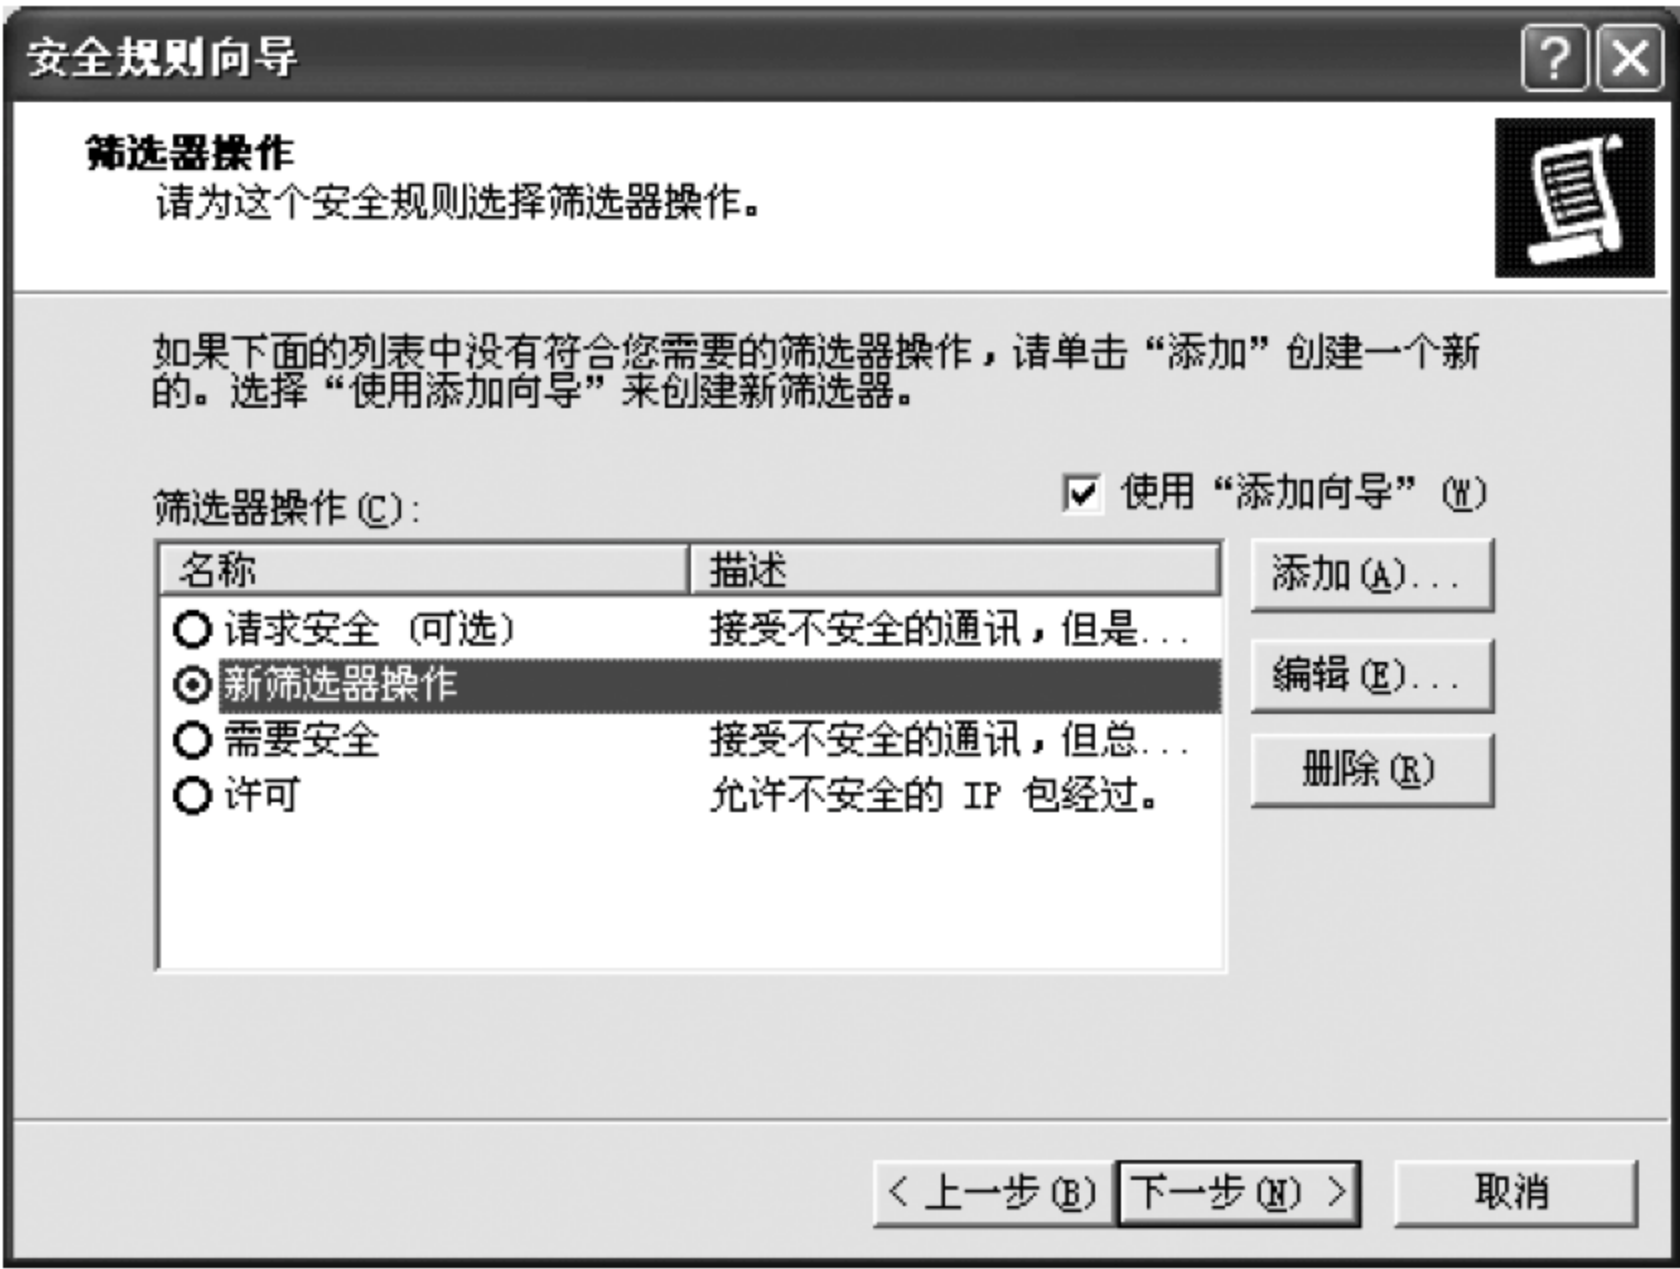 安全规则向导
筛选器操作
请为这个安全规则选择筛选器操作。
如果下面的列表中没有符合您需要的筛选器操作，请单击“添加”创建一个新
的。选择“使用添加向导”来创建新筛选器。
筛选器操作(C)：
使用“添加向导”(W)
名称 描述
请求安全 (可选) 接受不安全的通讯，但是...
新筛选器操作
需要安全 接受不安全的通讯，但总...
许可 允许不安全的 IP 包经过。
添加(A)...
编辑(E)...
删除(R)
< 上一步(B) 下一步(N) > 取消